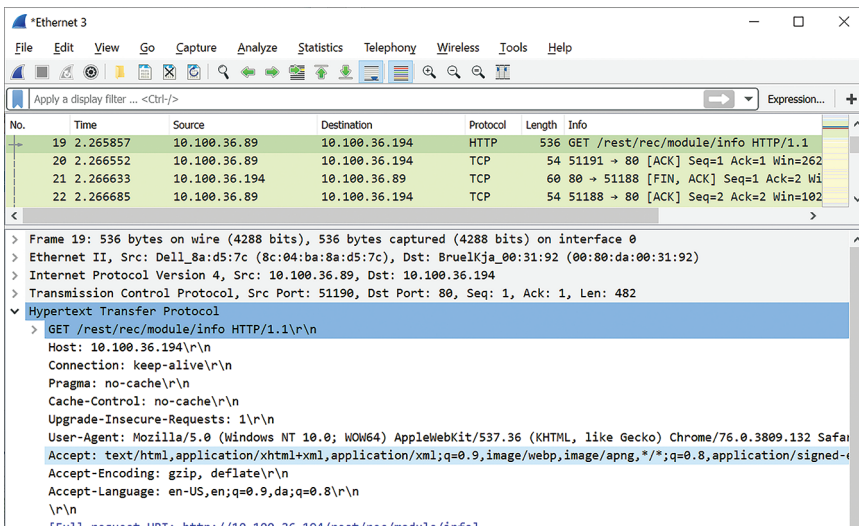 *Ethernet 3
File Edit View Go Capture Analyze Statistics Telephony Wireless Tools Help
Apply a display filter ... <Ctrl-/>
Expression...
No. Time Source Destination Protocol Length Info
19 2.265857 10.100.36.89 10.100.36.194 HTTP 536 GET /rest/rec/module/info HTTP/1.1
20 2.266552 10.100.36.89 10.100.36.194 TCP 54 51191 → 80 [ACK] Seq=1 Ack=1 Win=262
21 2.266633 10.100.36.194 10.100.36.89 TCP 60 80 → 51188 [FIN, ACK] Seq=1 Ack=2 Wi
22 2.266685 10.100.36.89 10.100.36.194 TCP 54 51188 → 80 [ACK] Seq=2 Ack=2 Win=102
Frame 19: 536 bytes on wire (4288 bits), 536 bytes captured (4288 bits) on interface 0
Ethernet II, Src: Dell_8a:d5:7c (8c:04:ba:8a:d5:7c), Dst: BruelKja_00:31:92 (00:80:da:00:31:92)
Internet Protocol Version 4, Src: 10.100.36.89, Dst: 10.100.36.194
Transmission Control Protocol, Src Port: 51190, Dst Port: 80, Seq: 1, Ack: 1, Len: 482
Hypertext Transfer Protocol
GET /rest/rec/module/info HTTP/1.1\r\n
Host: 10.100.36.194\r\n
Connection: keep-alive\r\n
Pragma: no-cache\r\n
Cache-Control: no-cache\r\n
Upgrade-Insecure-Requests: 1\r\n
User-Agent: Mozilla/5.0 (Windows NT 10.0; WOW64) AppleWebKit/537.36 (KHTML, like Gecko) Chrome/76.0.3809.132 Safar
Accept: text/html,application/xhtml+xml,application/xml;q=0.9,image/webp,image/apng,*/*;q=0.8,application/signed-e
Accept-Encoding: gzip, deflate\r\n
Accept-Language: en-US,en;q=0.9,da;q=0.8\r\n
\r\n
[Full request URI: http://10.100.36.194/rest/rec/module/info]